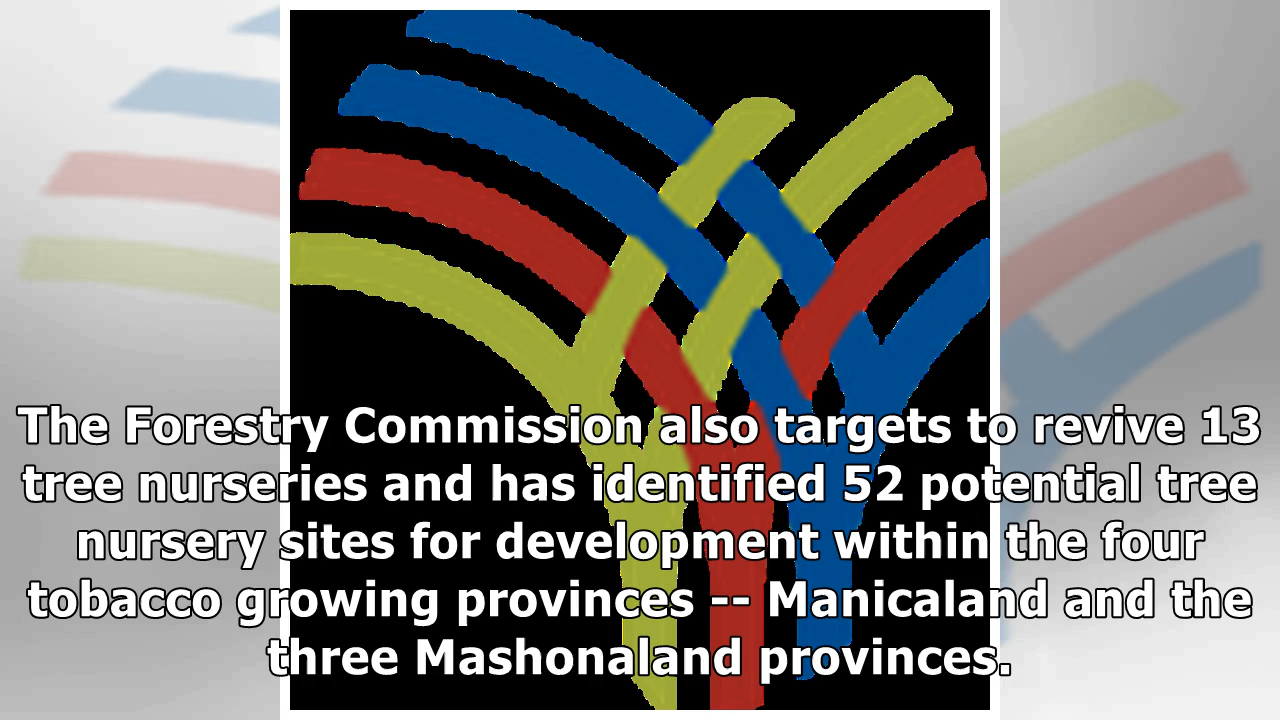 The Forestry Commission also targets to revive 13
tree nurseries and has identified 52 potential tree
nursery sites for development within the four
tobacco growing provinces -- Manicaland and the
three Mashonaland provinces.